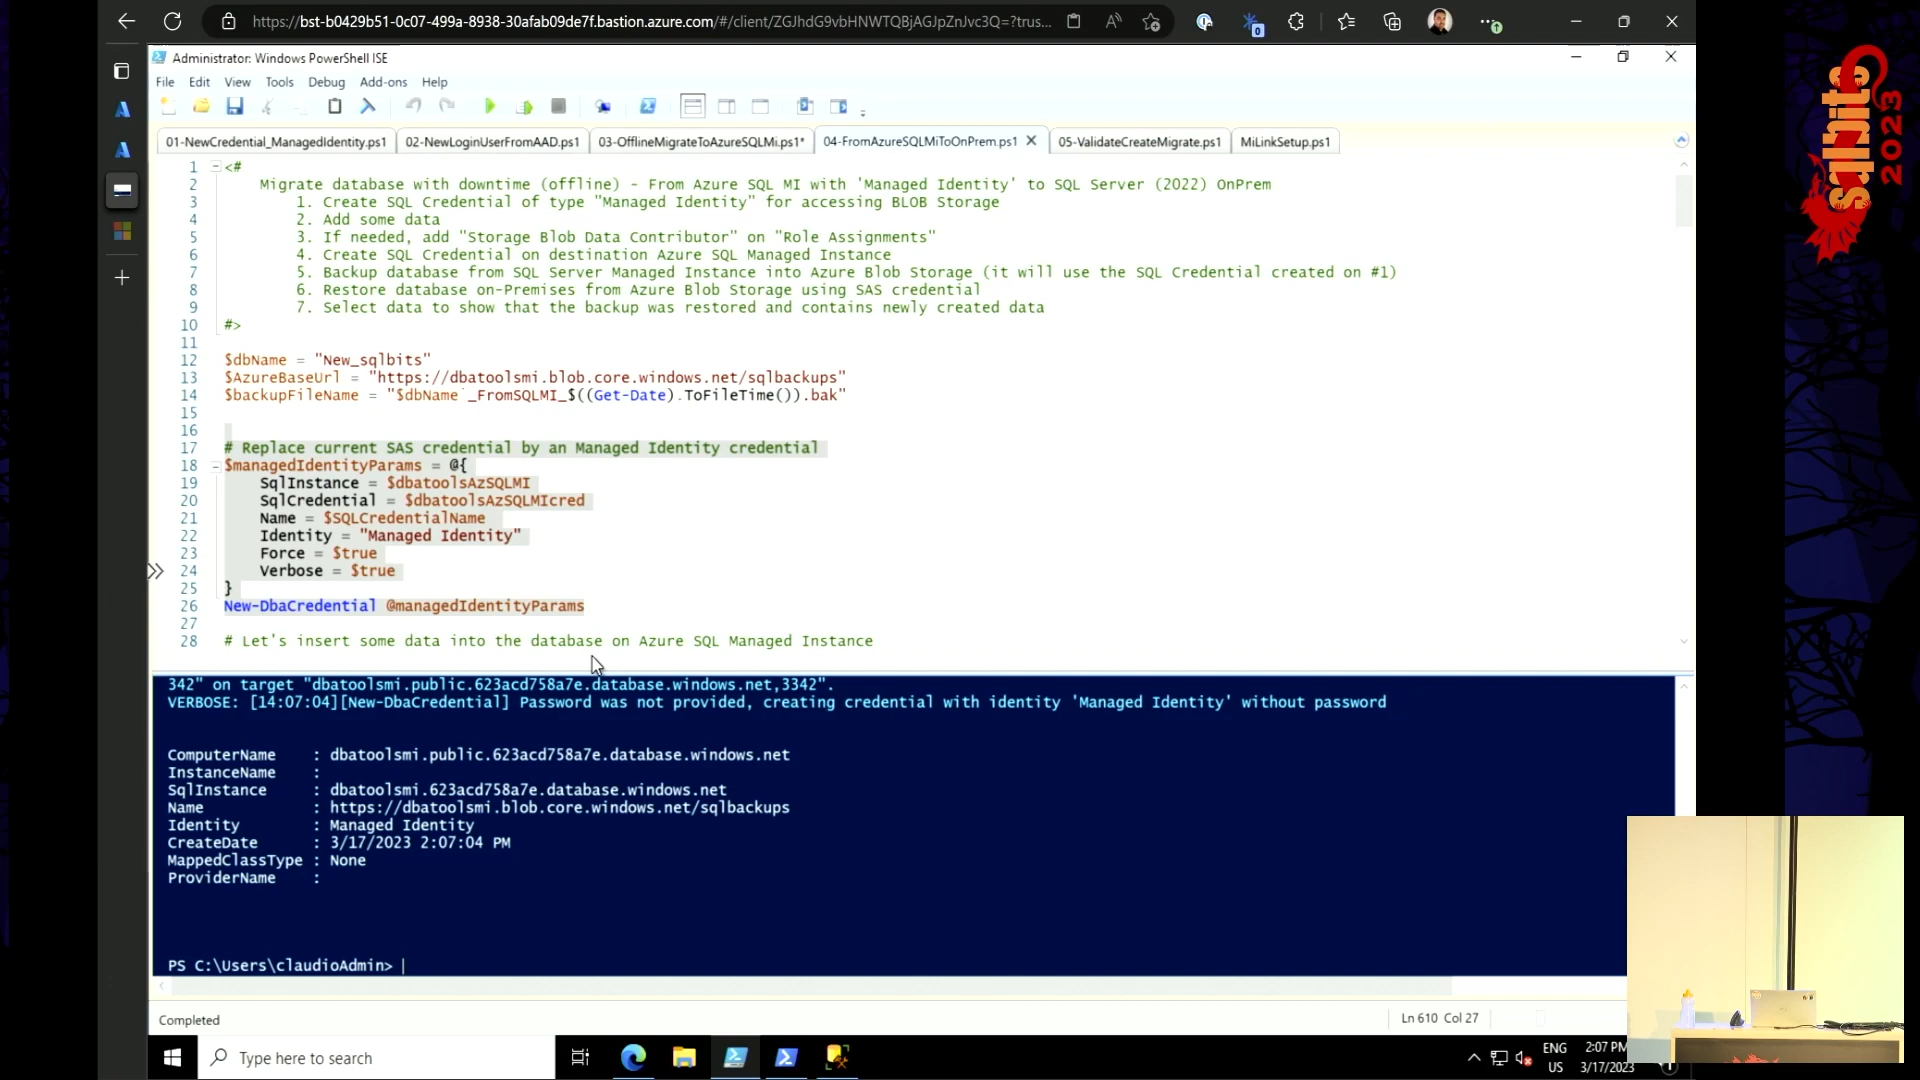 https://bst-b0429b51-0c07-499a-8938-30afab09de7f.bastion.azure.com/#/client/ZGJhdG9vbHNWTQBjAGJpZnJvc3Q=?trus...
0
Administrator: Windows PowerShell ISE
File Edit View Tools Add-ons Help
01-NewCredential_ManagedIdentity.ps1 02-NewLoginUserFromAAD.ps1 03-OfflineMigrateToAzureSQLMi.ps1* 04-FromAzureSQLMiToOnPrem.ps1 05-ValidateCreateMigrate.ps1 MiLinkSetup.ps1
1 <#
2 Migrate database with downtime (offline) - From Azure SQL MI with 'Managed Identity' to SQL Server (2022) OnPrem
3 1. Create SQL Credential of type "Managed Identity" for accessing BLOB Storage
4 2. Add some data
5 3. If needed, add "Storage Blob Data Contributor" on "Role Assignments"
6 4. Create SQL Credential on destination Azure SQL Managed Instance
7 5. Backup database from SQL Server Managed Instance into Azure Blob Storage (it will use the SQL Credential created on #1)
8 6. Restore database on-Premises from Azure Blob Storage using SAS credential
9 7. Select data to show that the backup was restored and contains newly created data
10 #>
11
12 $dbName = "New_sqlbits"
13 $AzureBaseUrl = "https://dbatoolsmi.blob.core.windows.net/sqlbackups"
14 $backupFileName = "$dbName`_FromSQLMI_$((Get-Date).ToFileTime()).bak"
15
16
17 # Replace current SAS credential by an Managed Identity credential
18 $managedIdentityParams = @{
19 SqlInstance = $dbatoolsAzSQLMI
20 SqlCredential = $dbatoolsAzSQLMIcred
21 Name = $SQLCredentialName
22 Identity = "Managed Identity"
23 Force = $true
24 Verbose = $true
25 }
26 New-DbaCredential @managedIdentityParams
27
28 # Let's insert some data into the database on Azure SQL Managed Instance
342" on target "dbatoolsmi.public.623acd758a7e.database.windows.net,3342".
VERBOSE: [14:07:04][New-DbaCredential] Password was not provided, creating credential with identity 'Managed Identity' without password
ComputerName : dbatoolsmi.public.623acd758a7e.database.windows.net
InstanceName :
SqlInstance : dbatoolsmi.623acd758a7e.database.windows.net
Name : https://dbatoolsmi.blob.core.windows.net/sqlbackups
Identity : Managed Identity
CreateDate : 3/17/2023 2:07:04 PM
MappedClassType : None
ProviderName :
PS C:\Users\claudioAdmin>
Completed
Ln 610 Col 27
Type here to search
ENG
US
2:07 PM
3/17/2023
sqlbits
2023